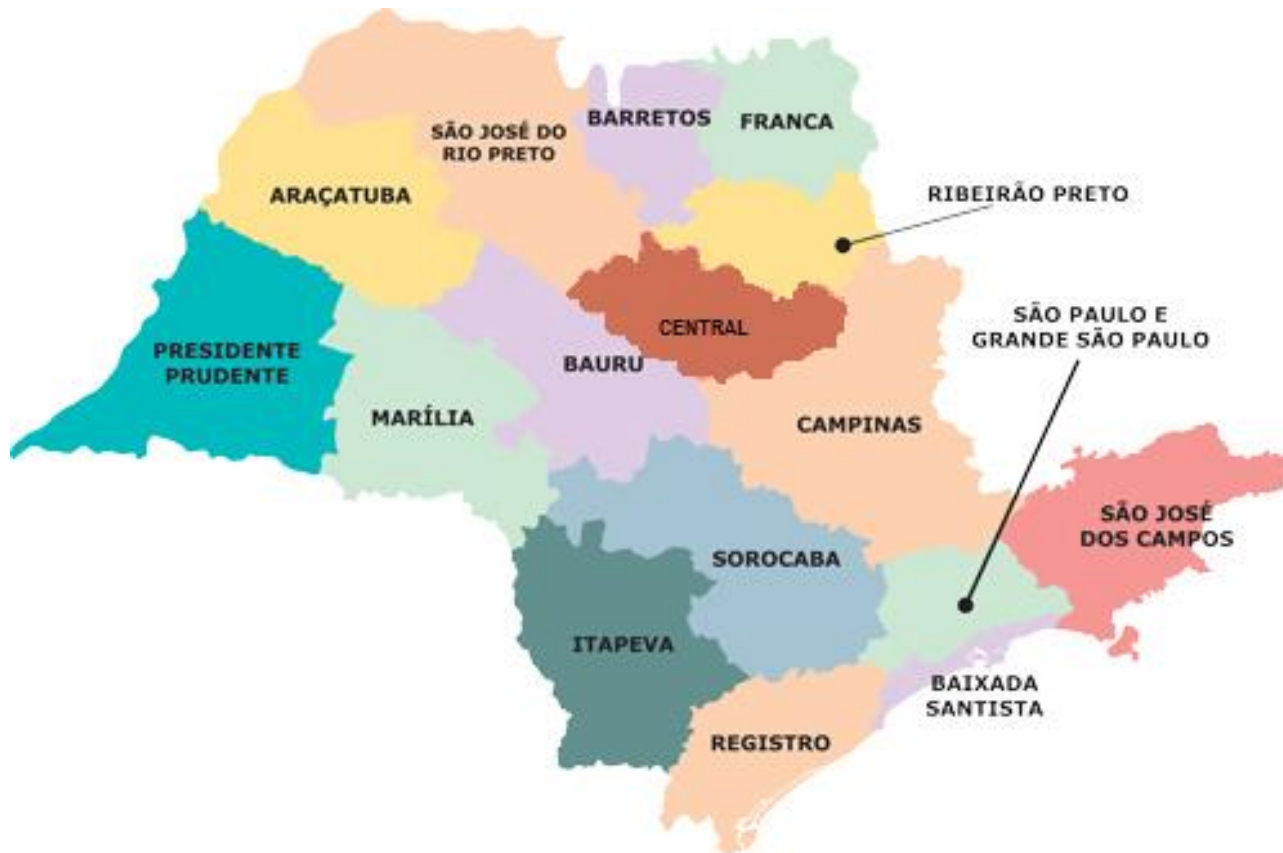 BARRETOS
FRANCA
SÃO JOSÉ DO
RIO PRETO
ARAÇATUBA
RIBEIRÃO PRETO
SÃO PAULO E
GRANDE SÃO PAULO
CENTRAL
PRESIDENTE
PRUDENTE
BAURU
MARÍLIA
CAMPINAS
SÃO JOSÉ
DOS CAMPOS
SOROCABA
ITAPEVA
BAIXADA
SANTISTA
REGISTRO